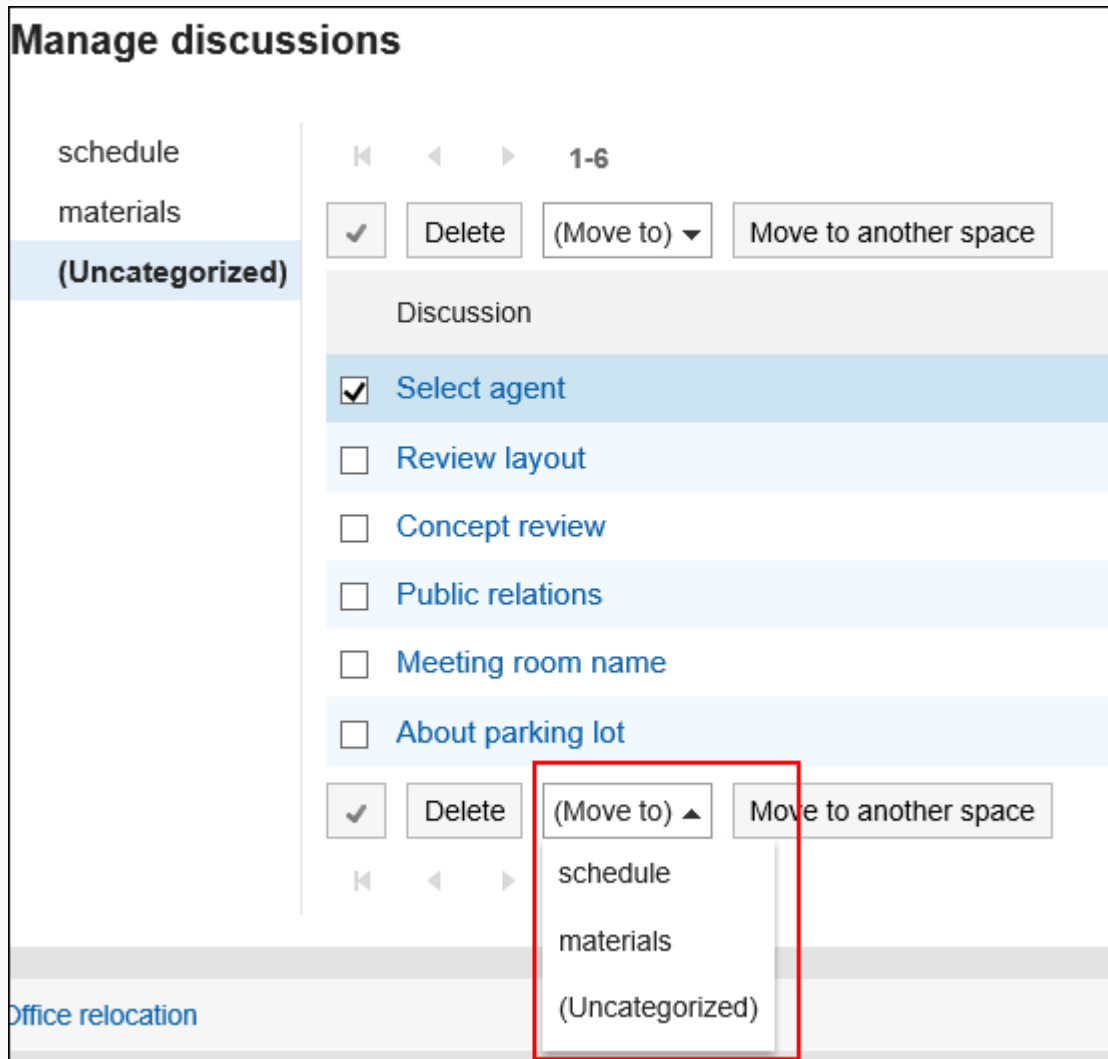 Manage discussions
schedule
materials
(Uncategorized)
1-6
Delete (Move to) Move to another space
Discussion
Select agent
Review layout
Concept review
Public relations
Meeting room name
About parking lot
Delete (Move to) Move to another space
schedule
materials
(Uncategorized)
Office relocation